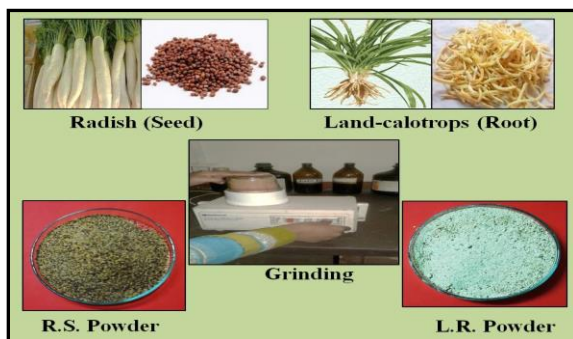 Radish (Seed)
Land-calotrops (Root)
Grinding
R.S. Powder
L.R. Powder